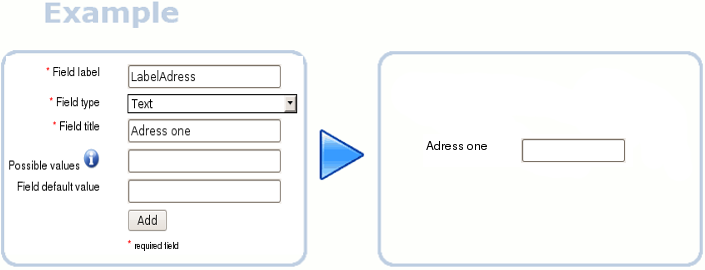 Example
* Field label LabelAdress
* Field type Text
* Field title Adress one
Possible values i
Field default value
Add
* required field
Adress one